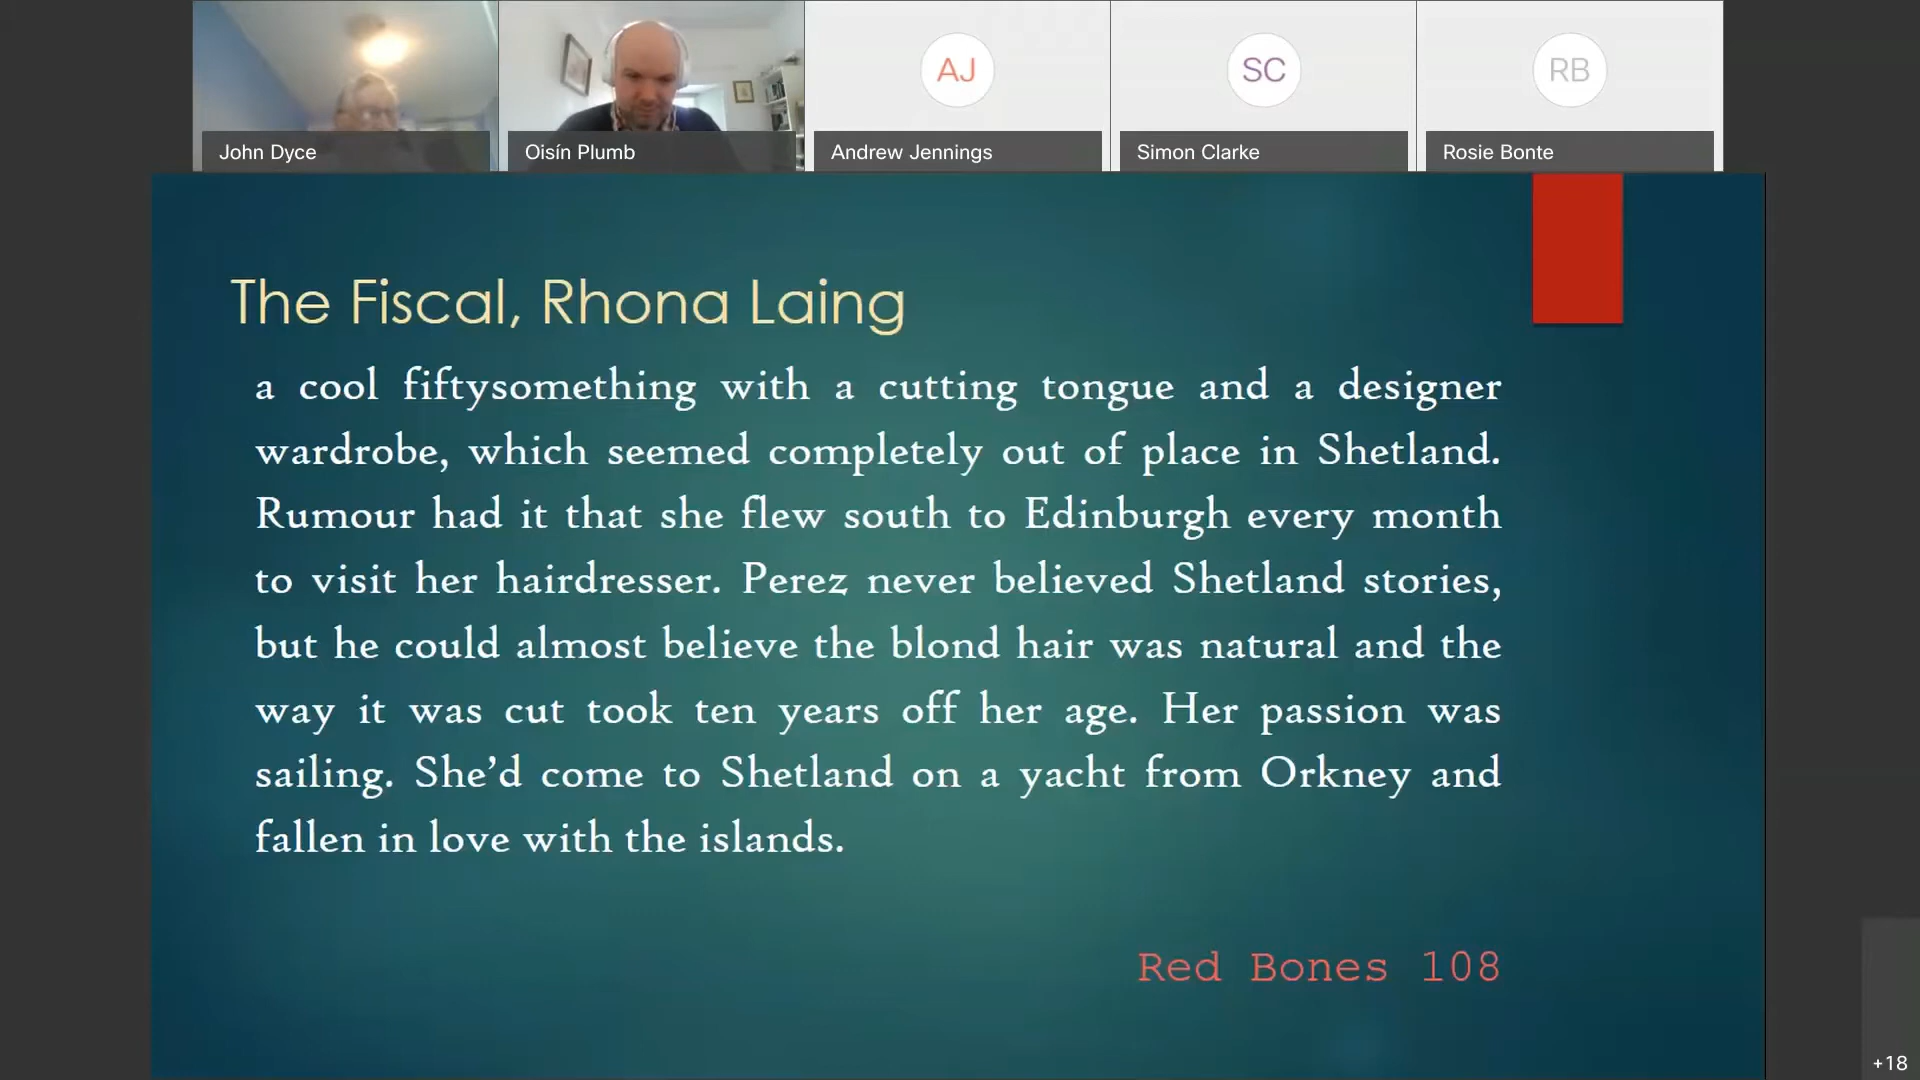 John Dyce
Oisín Plumb
AJ
Andrew Jennings
SC
Simon Clarke
RB
Rosie Bonte
The Fiscal, Rhona Laing
a cool fiftysomething with a cutting tongue and a designer
wardrobe, which seemed completely out of place in Shetland.
Rumour had it that she flew south to Edinburgh every month
to visit her hairdresser. Perez never believed Shetland stories,
but he could almost believe the blond hair was natural and the
way it was cut took ten years off her age. Her passion was
sailing. She’d come to Shetland on a yacht from Orkney and
fallen in love with the islands.
Red Bones 108
+18